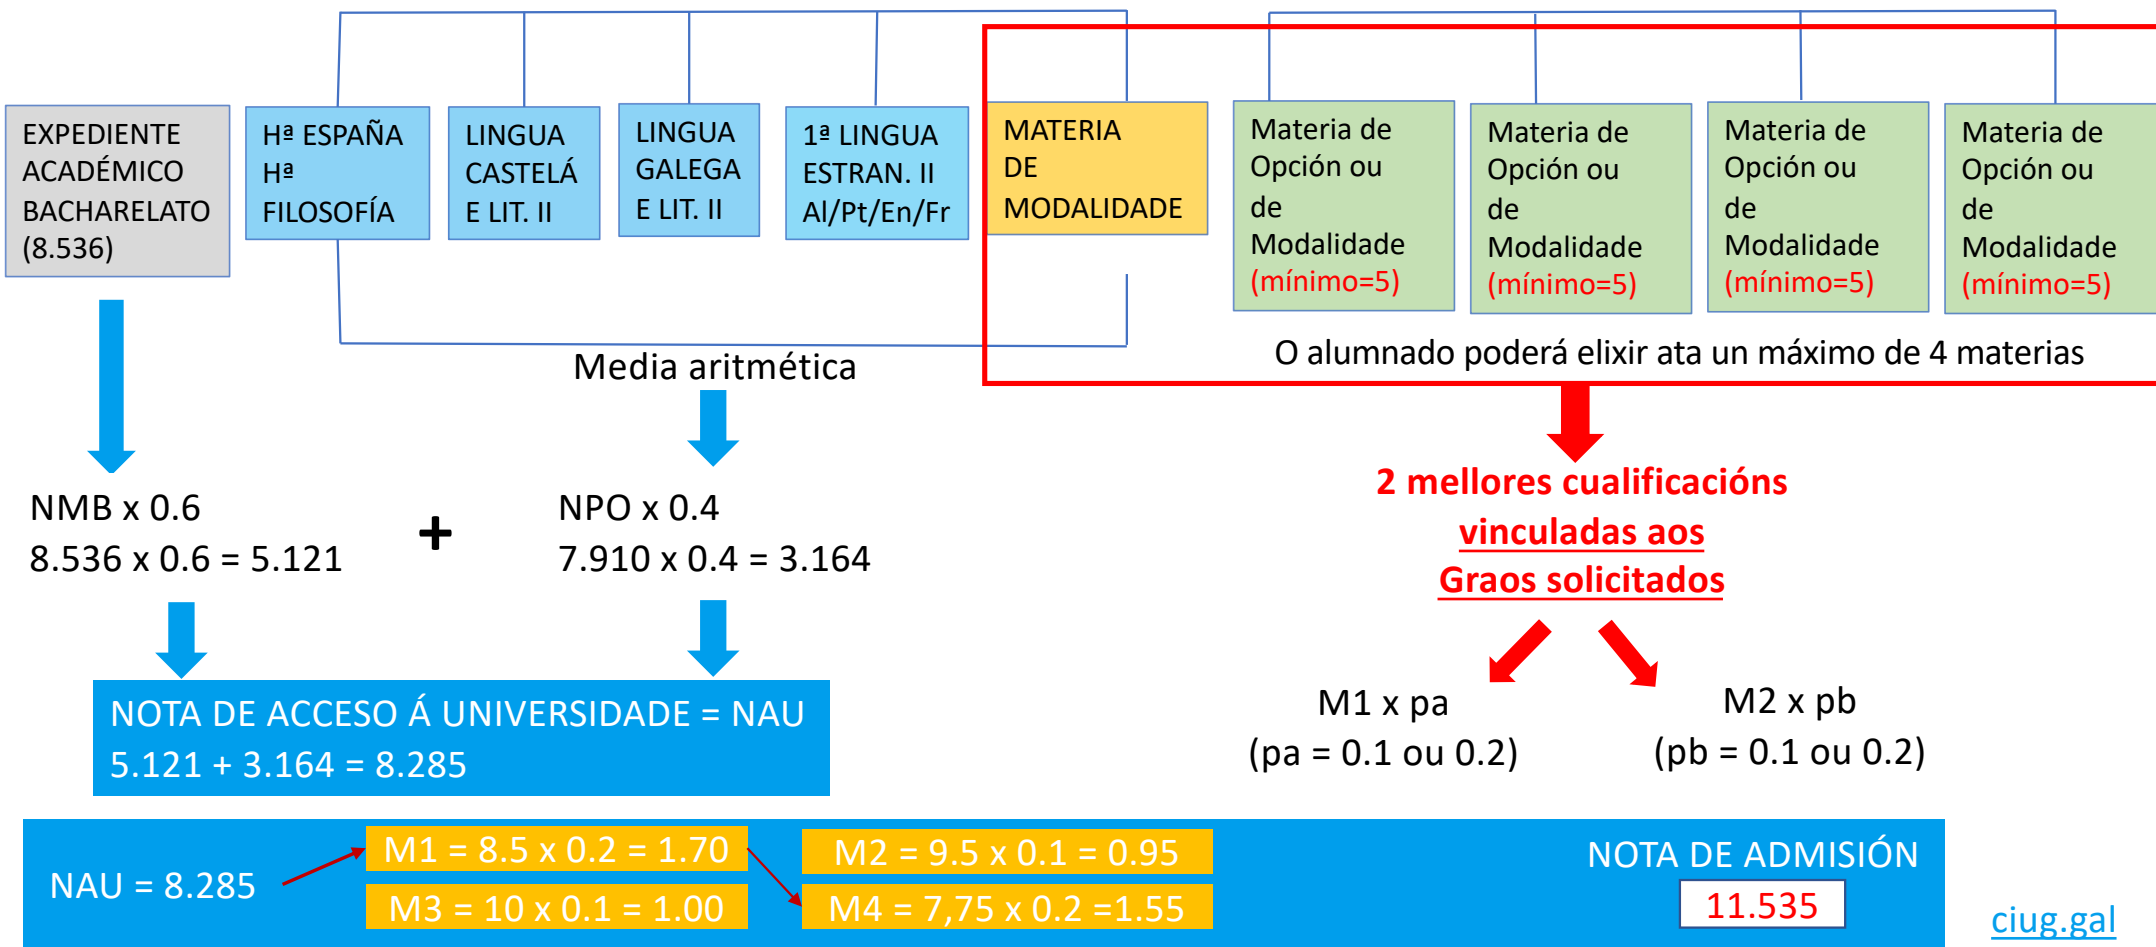 EXPEDIENTE
ACADÉMICO
BACHARELATO
(8.536)
Hª ESPAÑA
Hª
FILOSOFÍA
LINGUA
CASTELÁ
E LIT. II
LINGUA
GALEGA
E LIT. II
1ª LINGUA
ESTRAN. II
Al/Pt/En/Fr
MATERIA
DE
MODALIDADE
Materia de
Opción ou
de
Modalidade
(mínimo=5)
Materia de
Opción ou
de
Modalidade
(mínimo=5)
Materia de
Opción ou
de
Modalidade
(mínimo=5)
Materia de
Opción ou
de
Modalidade
(mínimo=5)
Media aritmética
O alumnado poderá elixir ata un máximo de 4 materias
NMB x 0.6
8.536 x 0.6 = 5.121
+
NPO x 0.4
7.910 x 0.4 = 3.164
2 mellores cualificacións
vinculadas aos
Graos solicitados
NOTA DE ACCESO Á UNIVERSIDADE = NAU
5.121 + 3.164 = 8.285
M1 x pa
(pa = 0.1 ou 0.2)
M2 x pb
(pb = 0.1 ou 0.2)
NAU = 8.285
M1 = 8.5 x 0.2 = 1.70
M2 = 9.5 x 0.1 = 0.95
M3 = 10 x 0.1 = 1.00
M4 = 7,75 x 0.2 =1.55
NOTA DE ADMISIÓN
11.535
ciug.gal